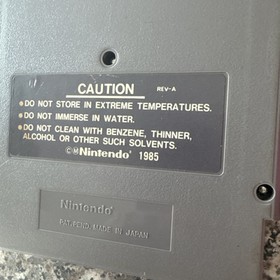 CAUTION REV-A
●DO NOT STORE IN EXTREME TEMPERATURES.
●DO NOT IMMERSE IN WATER.
●DO NOT CLEAN WITH BENZENE, THINNER,
ALCOHOL OR OTHER SUCH SOLVENTS.
©Ⓜ Nintendo® 1985
Nintendo®
PAT. PEND. MADE IN JAPAN